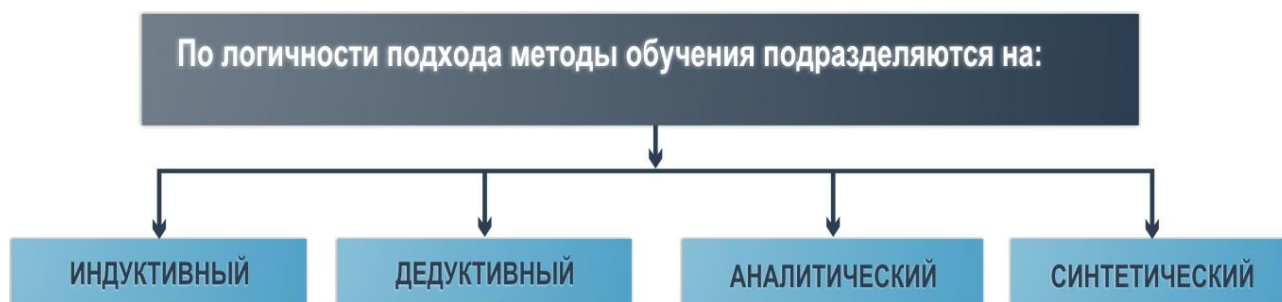 По логичности подхода методы обучения подразделяются на:
ИНДУКТИВНЫЙ
ДЕДУКТИВНЫЙ
АНАЛИТИЧЕСКИЙ
СИНТЕТИЧЕСКИЙ